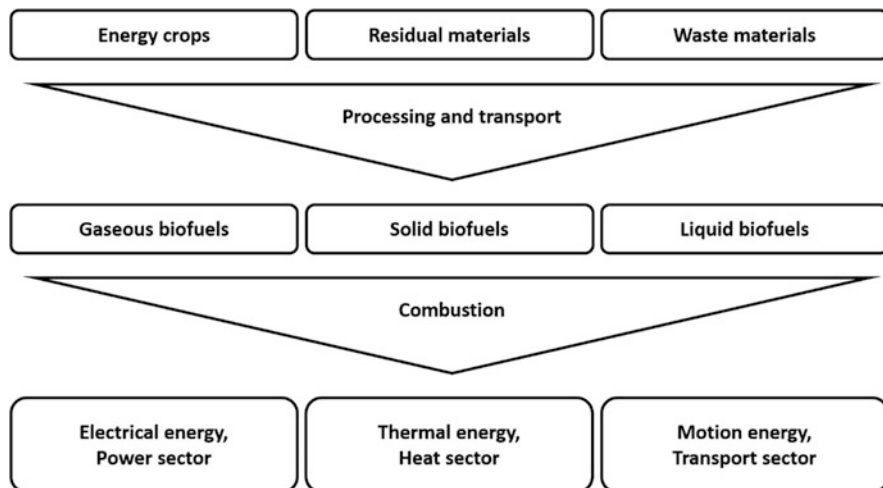 Energy crops
Residual materials
Waste materials
Processing and transport
Gaseous biofuels
Solid biofuels
Liquid biofuels
Combustion
Electrical energy,
Power sector
Thermal energy,
Heat sector
Motion energy,
Transport sector